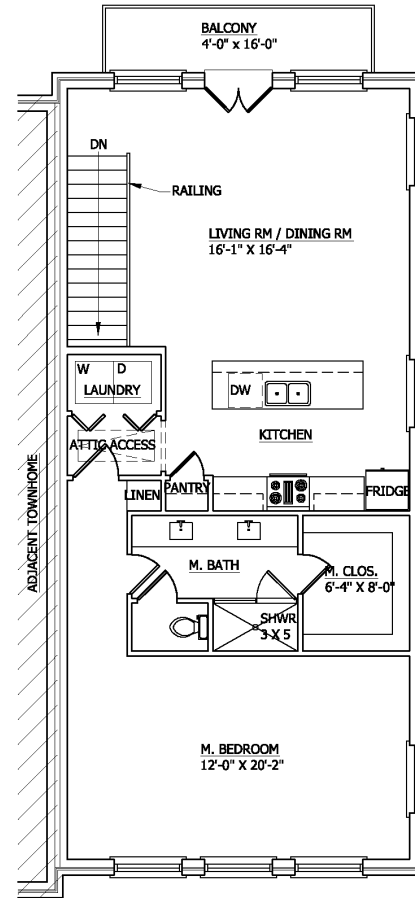 BALCONY
4'-0" x 16'-0"
DN
RAILING
LIVING RM / DINING RM
16'-1" X 16'-4"
W D
LAUNDRY
DW
KITCHEN
ATTIC ACCESS
LINEN
PANTRY
FRIDGE
ADJACENT TOWNHOME
M. BATH
M. CLOS.
6'-4" X 8'-0"
SHWR
3 X 5
M. BEDROOM
12'-0" X 20'-2"